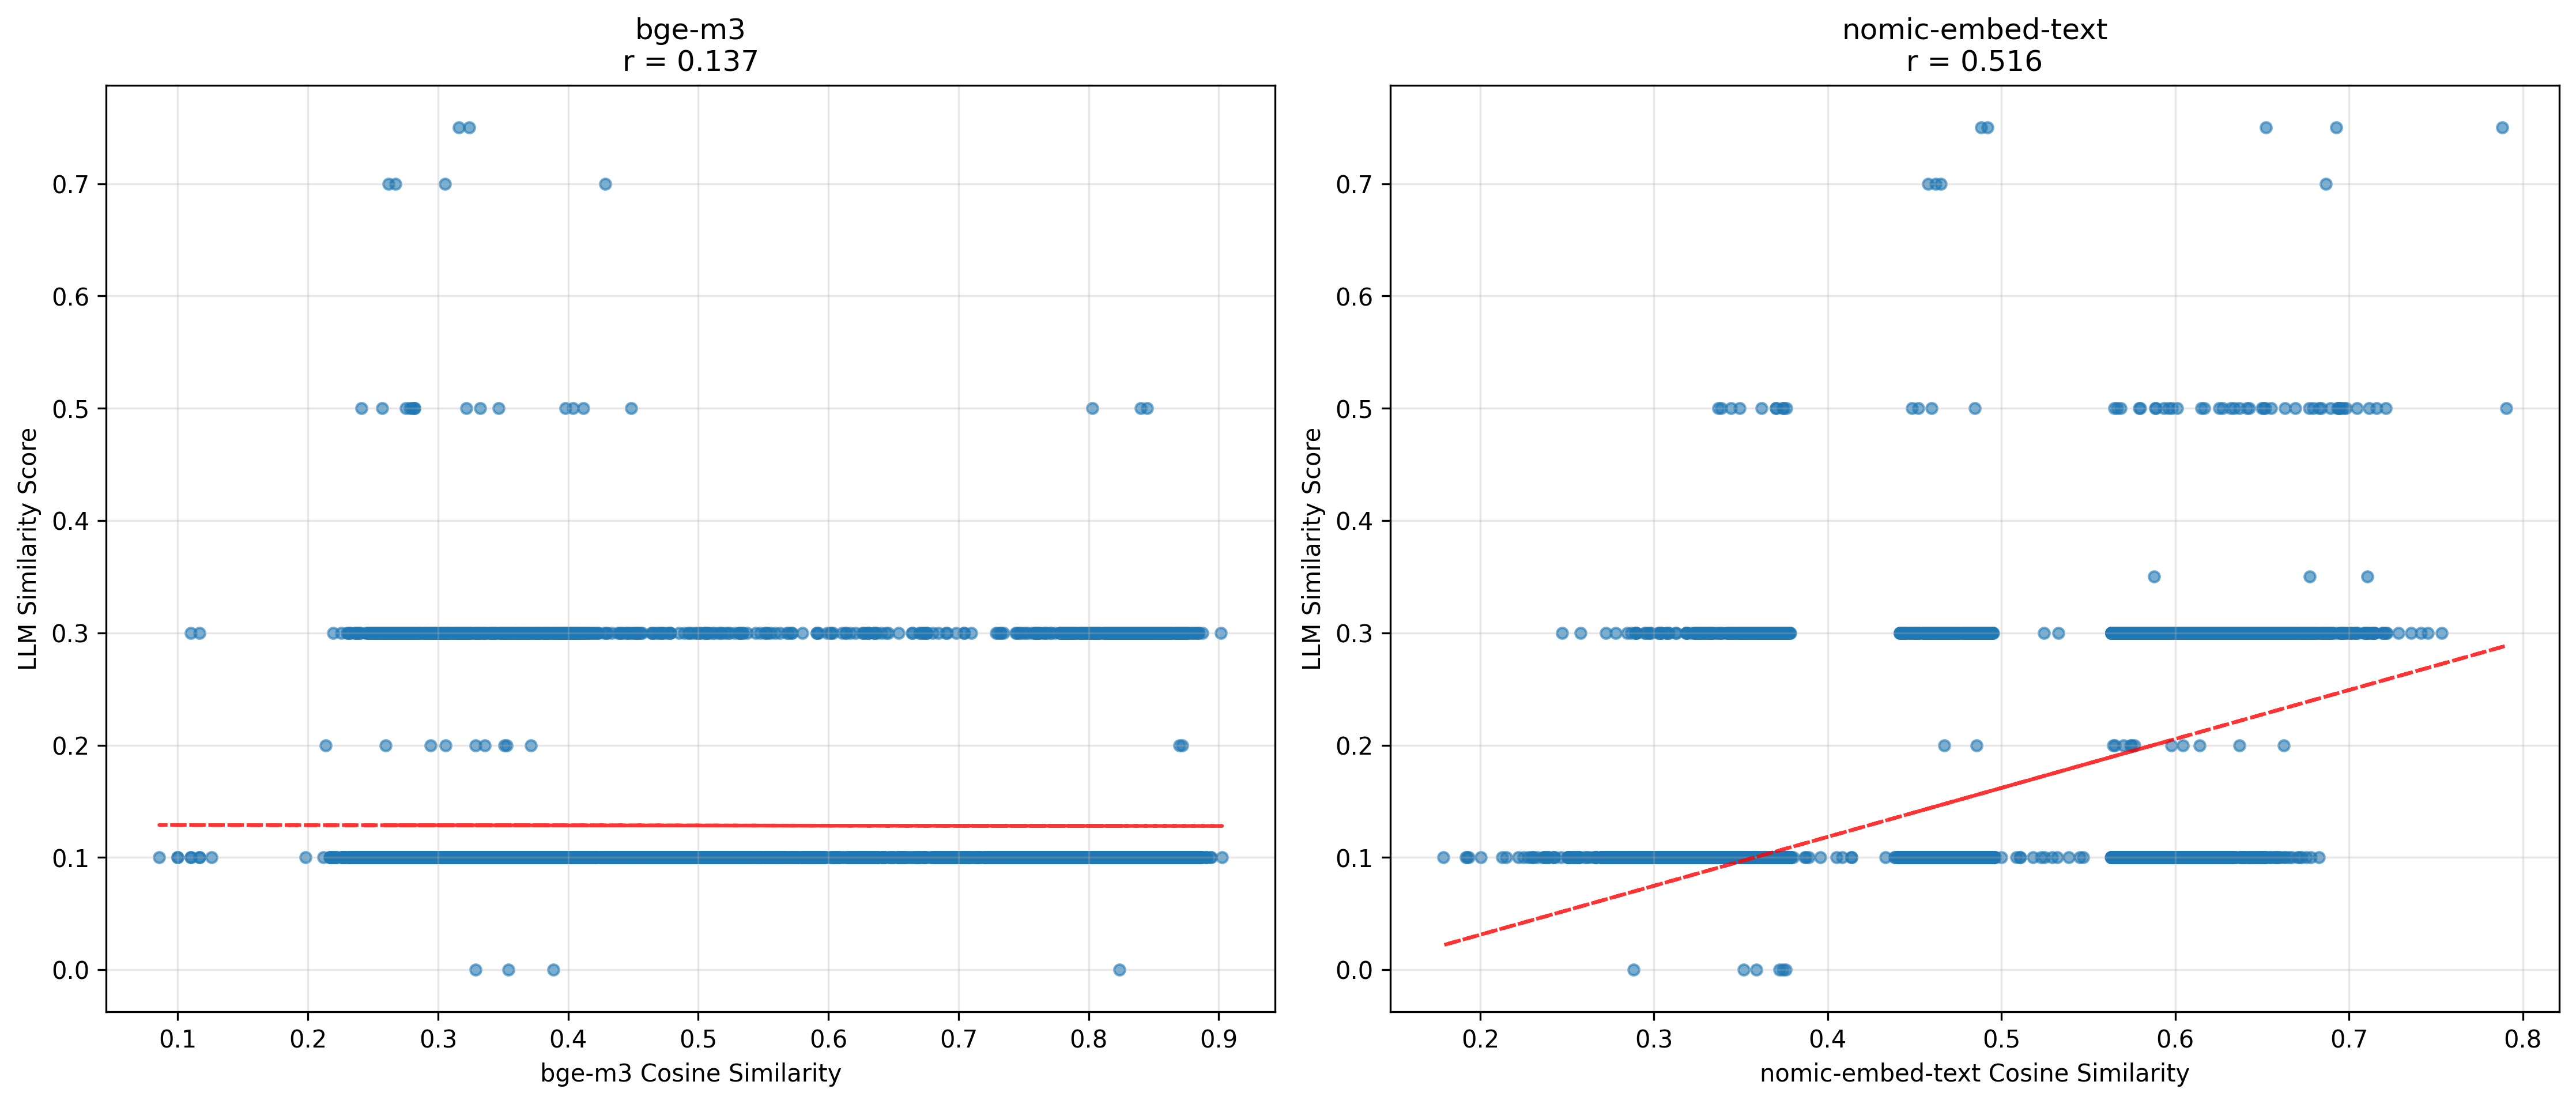 bge-m3
r = 0.137
LLM Similarity Score
0.7
0.6
0.5
0.4
0.3
0.2
0.1
0.0
0.1 0.2 0.3 0.4 0.5 0.6 0.7 0.8 0.9
bge-m3 Cosine Similarity
nomic-embed-text
r = 0.516
LLM Similarity Score
0.7
0.6
0.5
0.4
0.3
0.2
0.1
0.0
0.2 0.3 0.4 0.5 0.6 0.7 0.8
nomic-embed-text Cosine Similarity